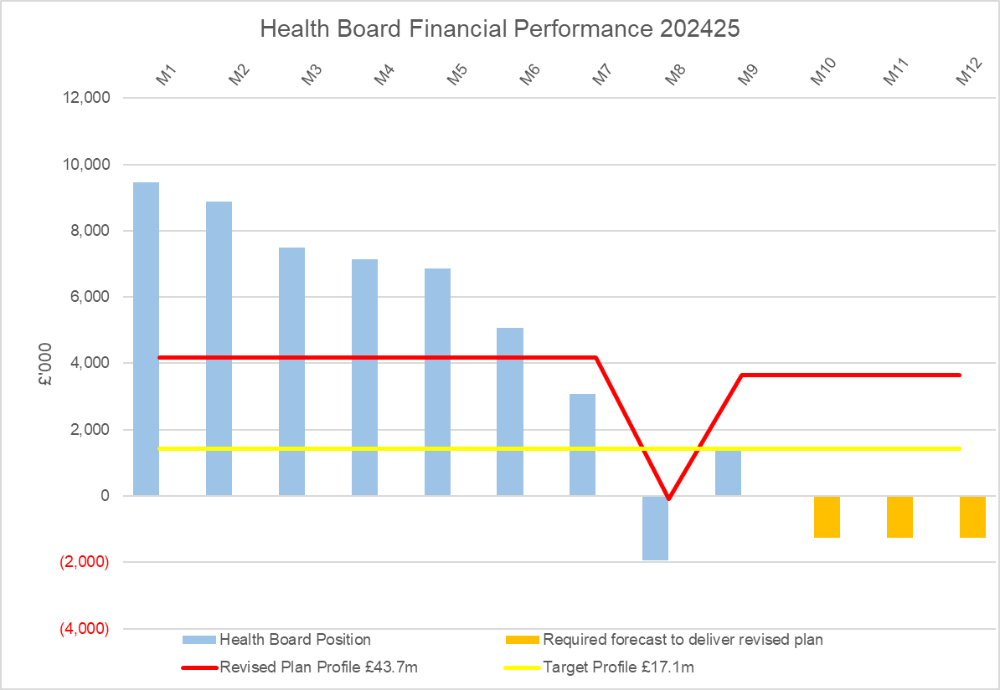 Health Board Financial Performance 202425
M1 M2 M3 M4 M5 M6 M7 M8 M9 M10 M11 M12
12,000
10,000
8,000
6,000
4,000
2,000
0
(2,000)
(4,000)
£'000
Health Board Position
Required forecast to deliver revised plan
Revised Plan Profile £43.7m
Target Profile £17.1m